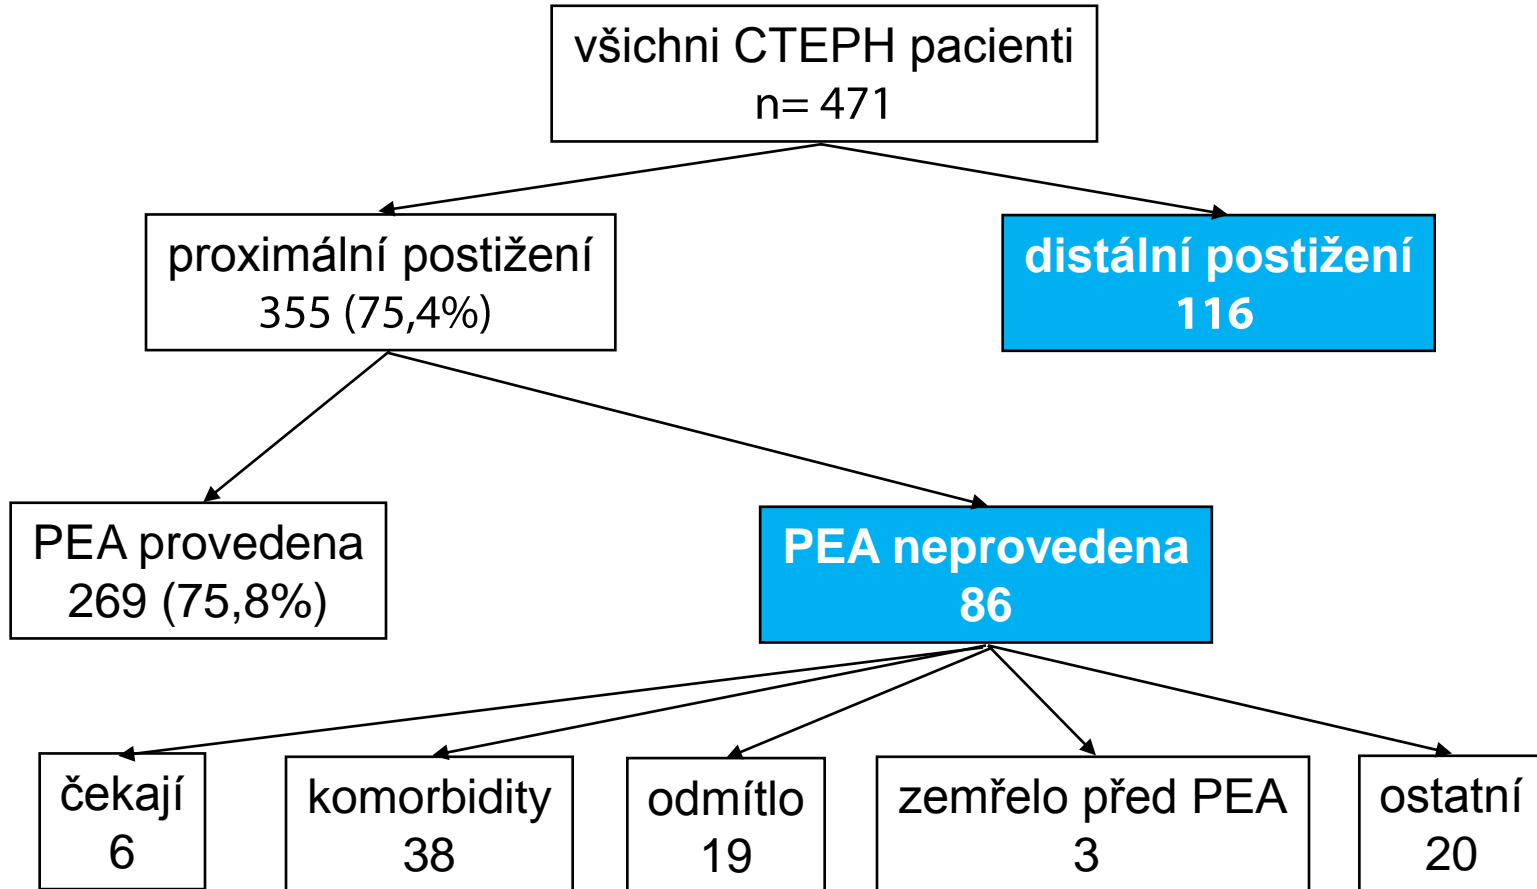 všichni CTEPH pacienti
n= 471
proximální postižení
355 (75,4%)
distální postižení
116
PEA provedena
269 (75,8%)
PEA neprovedena
86
čekají
6
komorbidity
38
odmítlo
19
zemřelo před PEA
3
ostatní
20